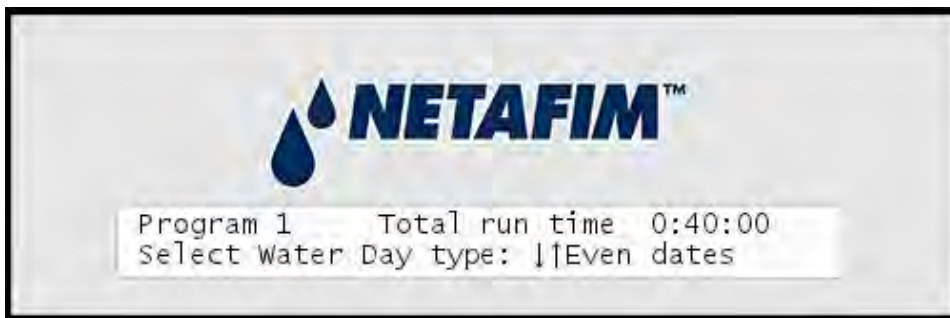 NETAFIM™
Program 1 Total run time 0:40:00
Select Water Day type: ↓↑Even dates